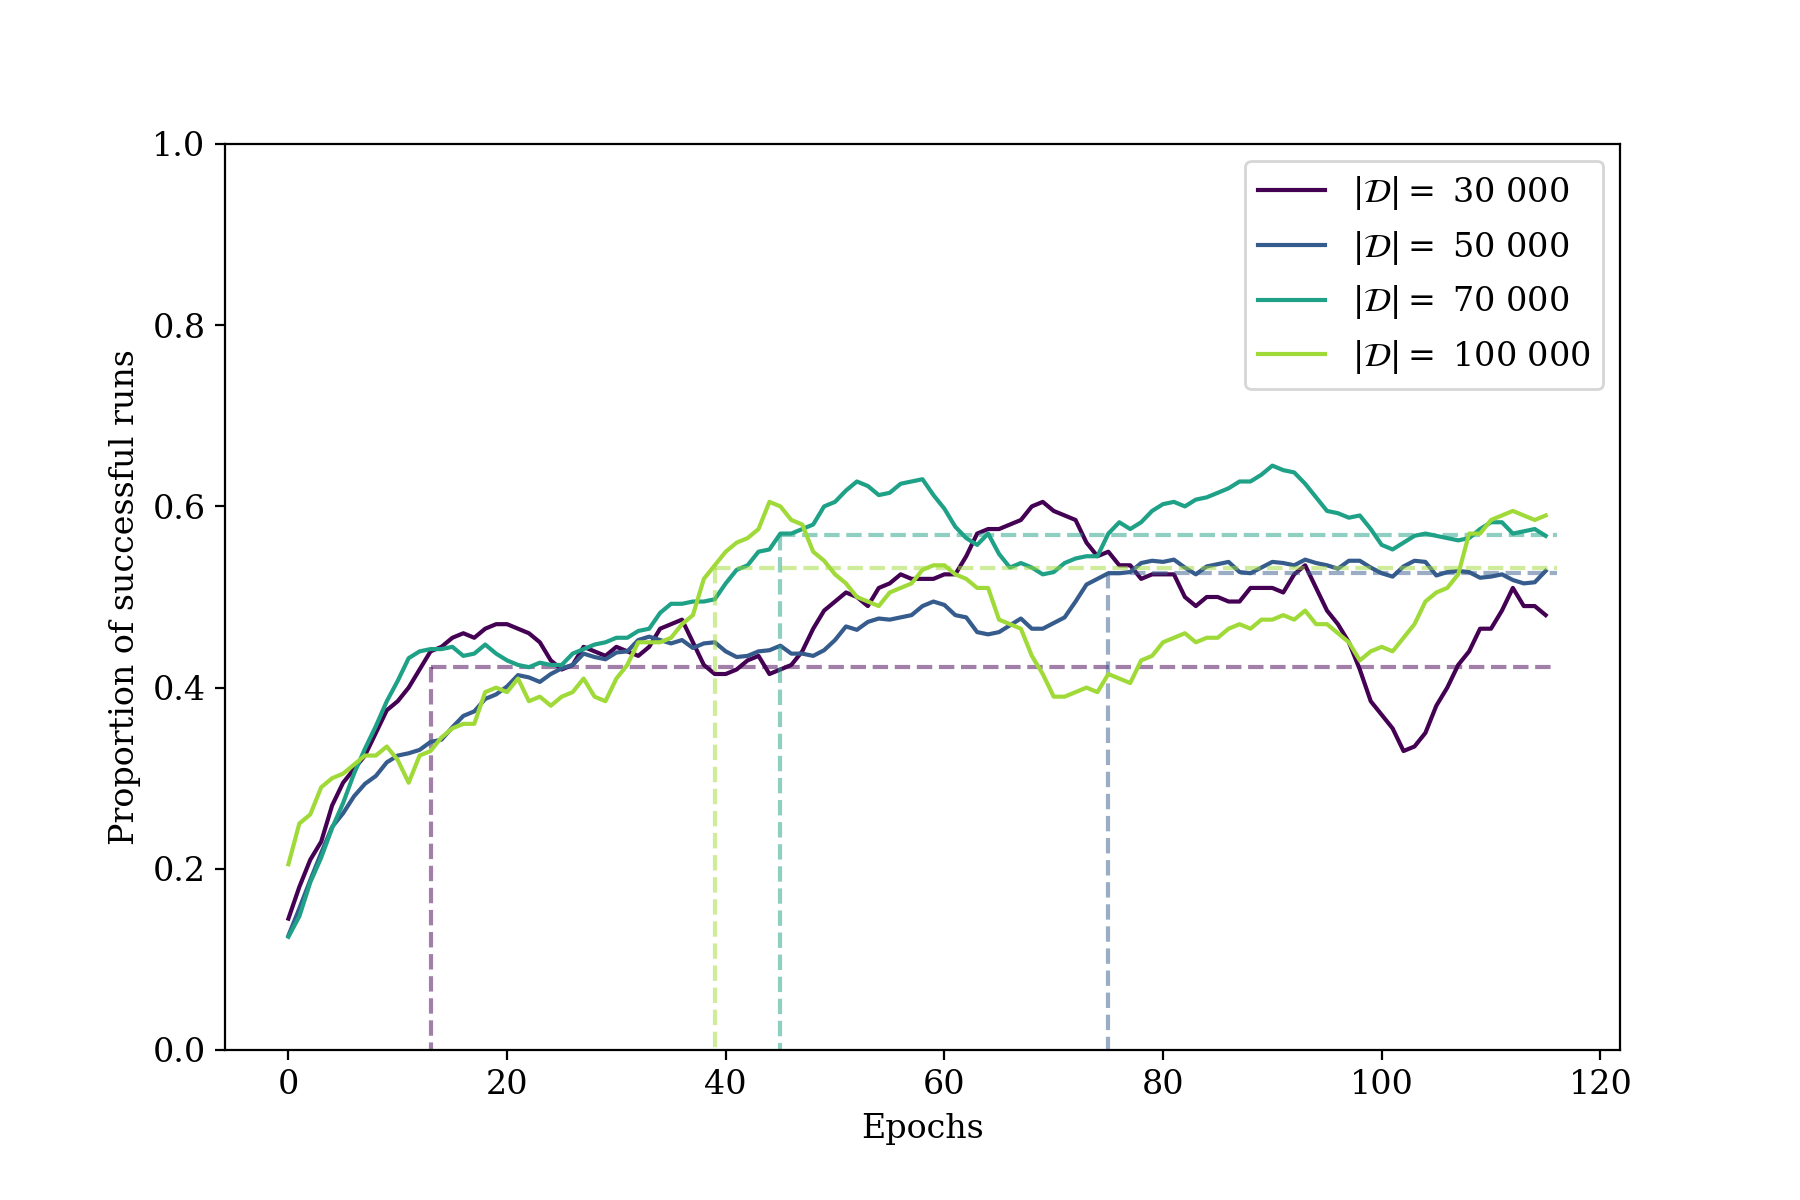 1.0
0.8
0.6
0.4
0.2
0.0
Proportion of successful runs
0 20 40 60 80 100 120
Epochs
|𝒟| = 30 000
|𝒟| = 50 000
|𝒟| = 70 000
|𝒟| = 100 000